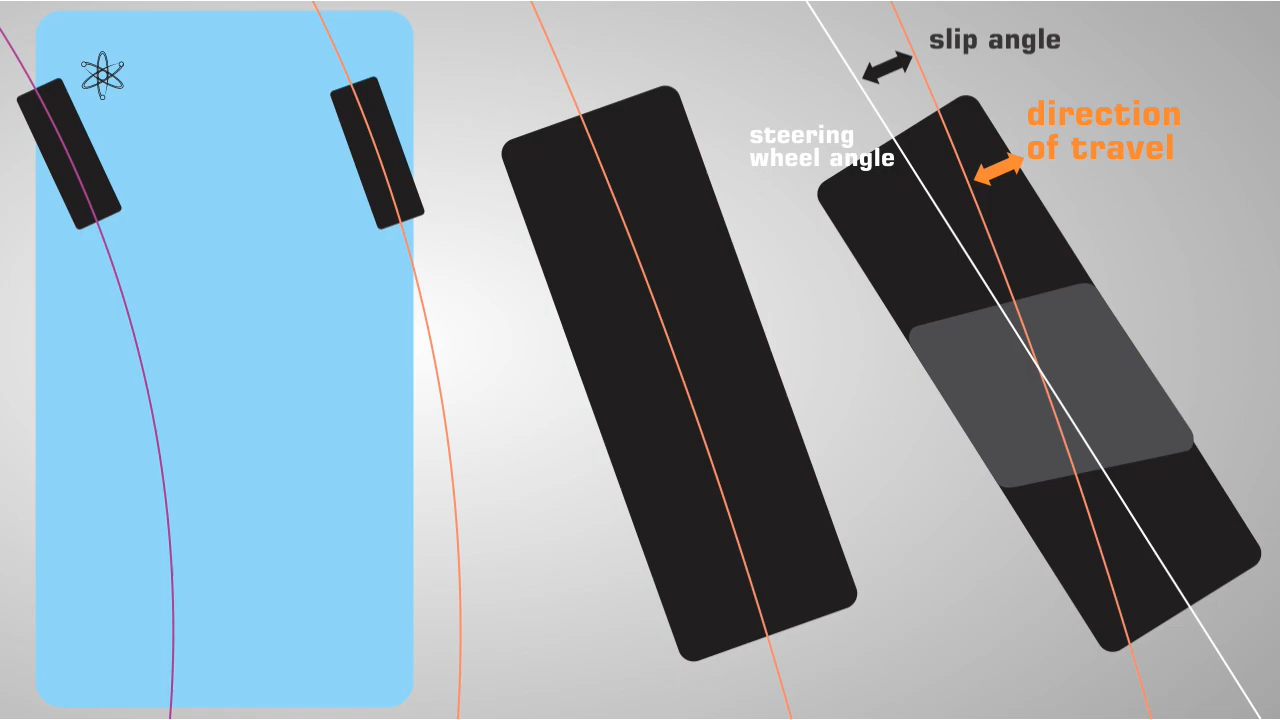 slip angle
direction
of travel
steering
wheel angle